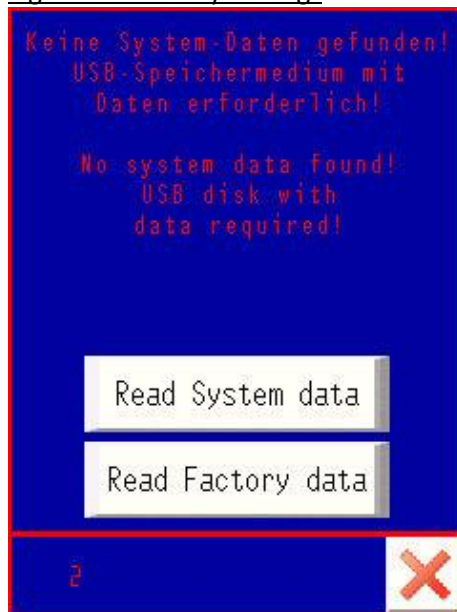 Keine System-Daten gefunden!
USB-Speichermedium mit
Daten erforderlich!
No system data found!
USB disk with
data required!
Read System data
Read Factory data
2